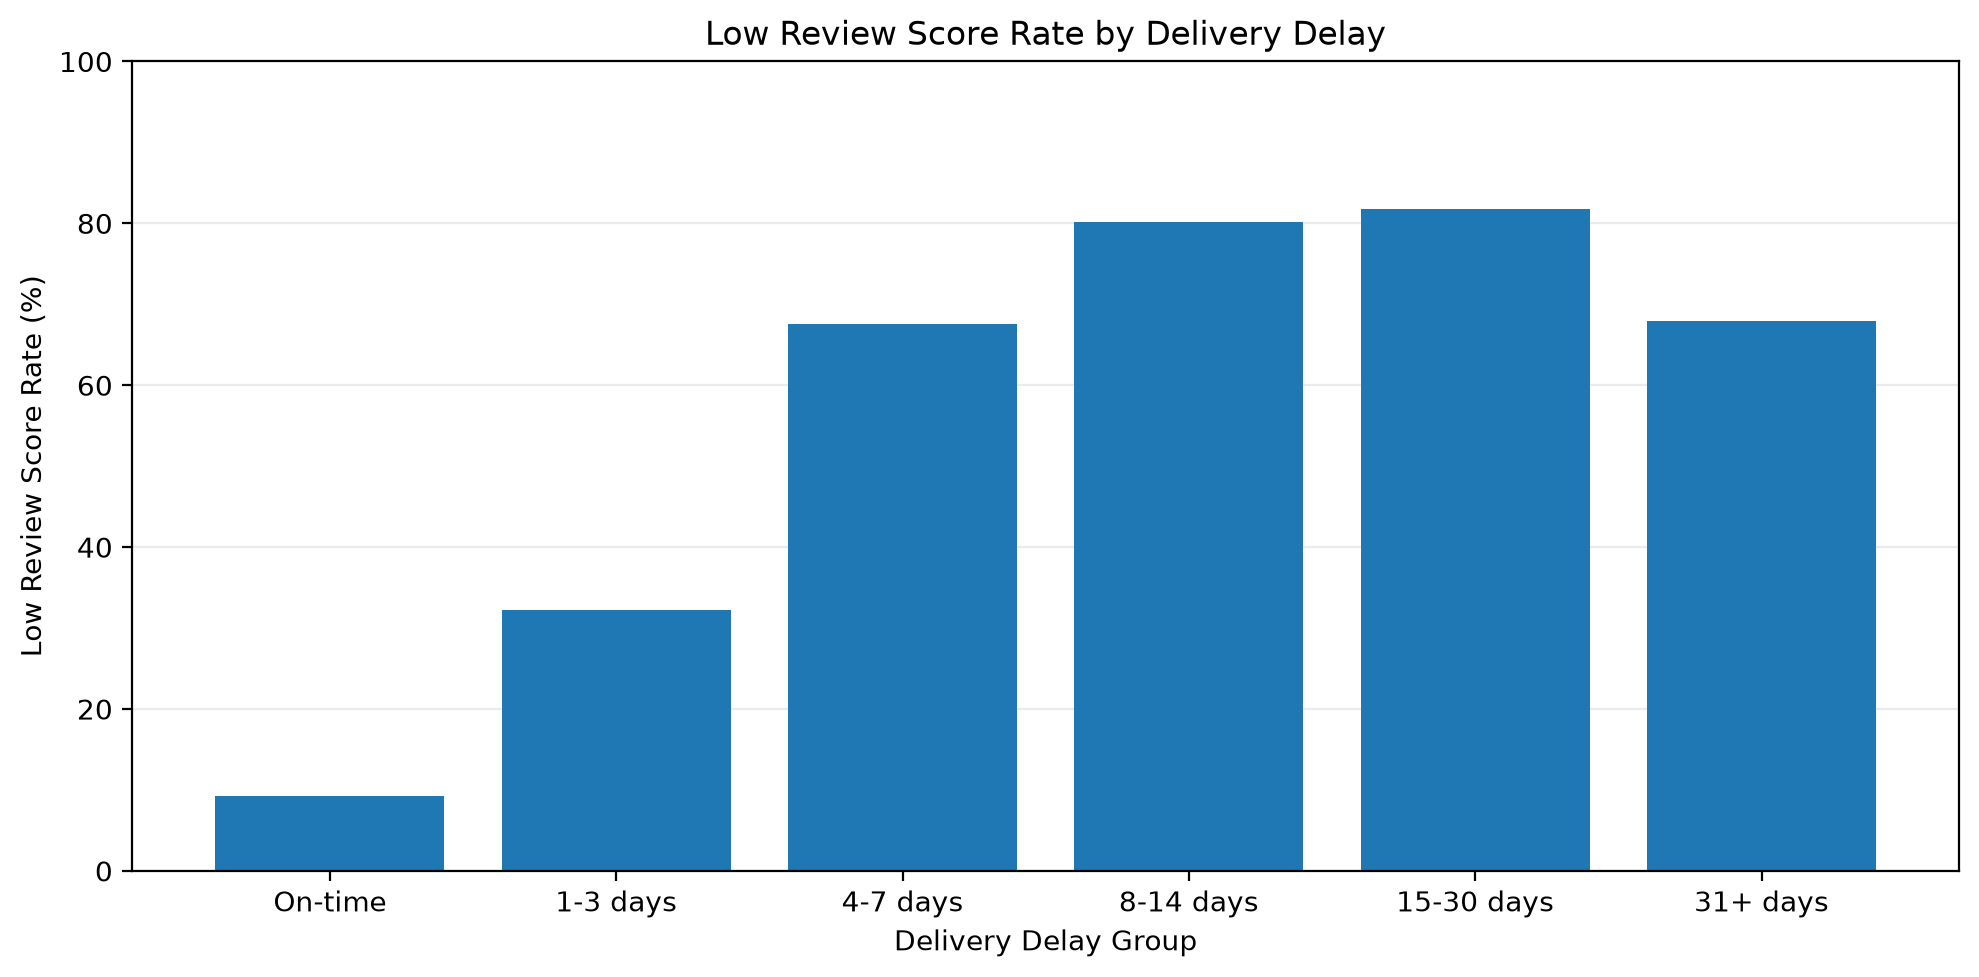 Low Review Score Rate by Delivery Delay
Low Review Score Rate (%)
100
80
60
40
20
0
On-time 1-3 days 4-7 days 8-14 days 15-30 days 31+ days
Delivery Delay Group